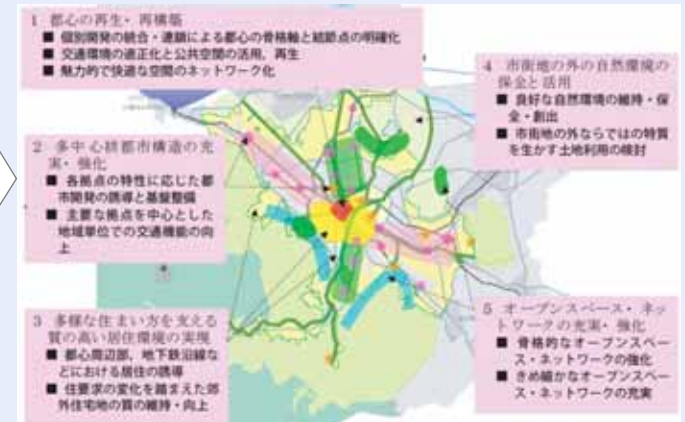 1 都心の再生・再構築
■ 個別開発の統合・連鎖による都心の骨格軸と結節点の明確化
■ 交通環境の適正化と公共空間の活用，再生
■ 魅力的で快適な空間のネットワーク化
2 多中心核都市構造の充
実・強化
■ 各拠点の特性に応じた都
市開発の誘導と基盤整備
■ 主要な拠点を中心とした
地域単位での交通機能の向
上
3 多様な住まい方を支える
質の高い居住環境の実現
■ 都心周辺部，地下鉄沿線な
どにおける居住の誘導
■ 住要求の変化を踏まえた郊
外住宅地の質の維持・向上
4 市街地の外の自然環境の
保全と活用
■ 良好な自然環境の維持・保
全・創出
■ 市街地の外ならではの特質
を生かす土地利用の検討
5 オープンスペース・ネッ
トワークの充実・強化
■ 骨格的なオープンスペー
ス・ネットワークの強化
■ きめ細かなオープンスペー
ス・ネットワークの充実